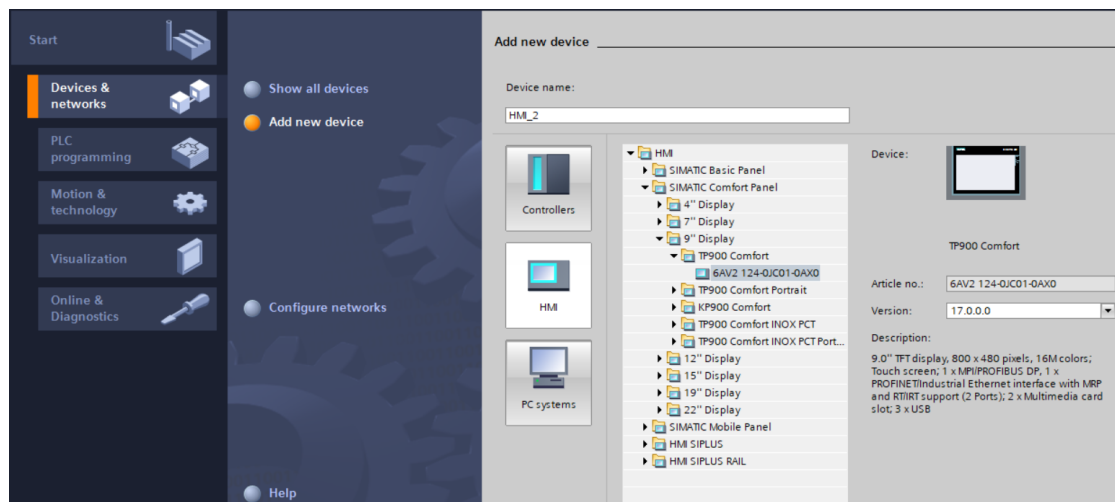 Start
Devices &
networks
PLC
programming
Motion &
technology
Visualization
Online &
Diagnostics
Show all devices
Add new device
Configure networks
Help
Add new device
Device name:
HMI_2
Controllers
HMI
PC systems
HMI
SIMATIC Basic Panel
SIMATIC Comfort Panel
4'' Display
7'' Display
9'' Display
TP900 Comfort
6AV2 124-0JC01-0AX0
TP900 Comfort Portrait
KP900 Comfort
TP900 Comfort INOX PCT
TP900 Comfort INOX PCT Port...
12'' Display
15'' Display
19'' Display
22'' Display
SIMATIC Mobile Panel
HMI SIPLUS
HMI SIPLUS RAIL
Device:
TP900 Comfort
Article no.:
6AV2 124-0JC01-0AX0
Version:
17.0.0.0
Description:
9.0'' TFT display, 800 x 480 pixels, 16M colors;
Touch screen; 1 x MPI/PROFIBUS DP, 1 x
PROFINET/Industrial Ethernet interface with MRP
and RT/IRT support (2 Ports); 2 x Multimedia card
slot; 3 x USB